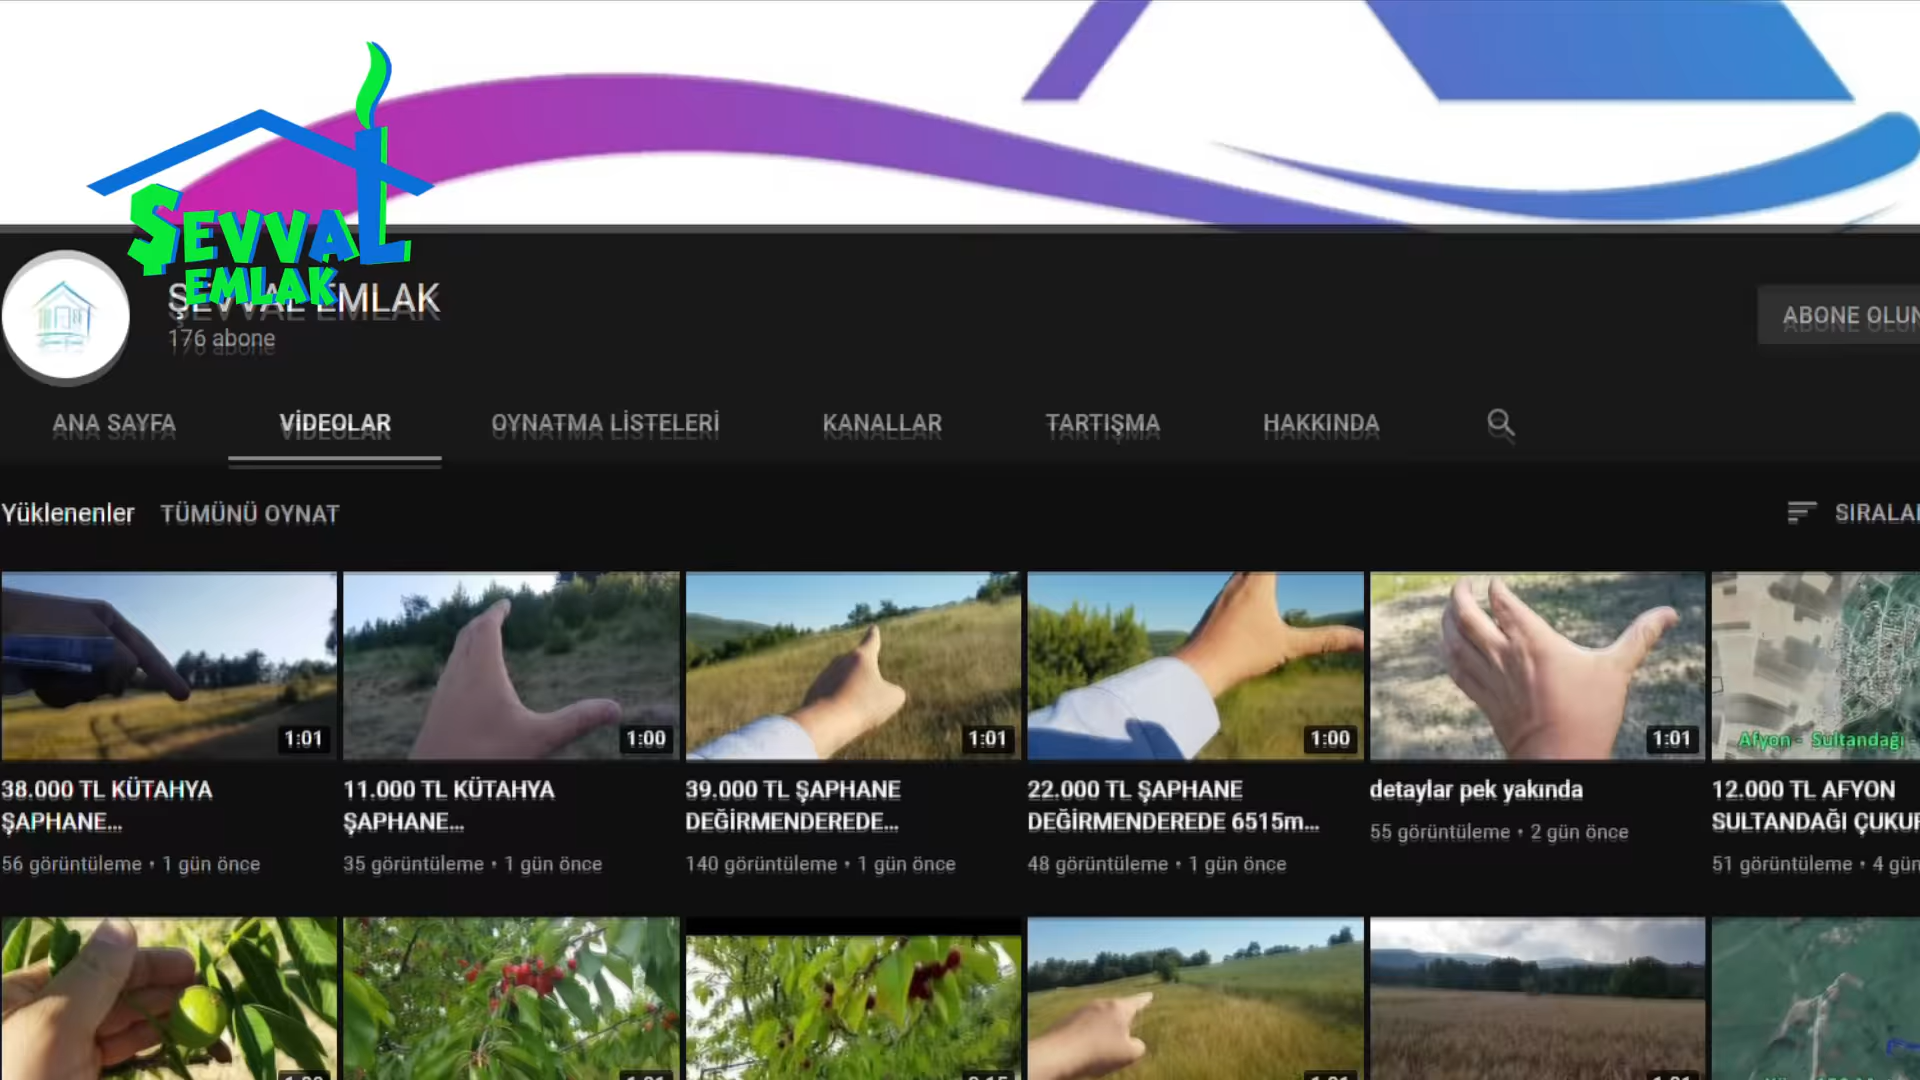 ŞEVVAL
EMLAK
ŞEVVAL EMLAK
176 abone
ABONE OLUN
ANA SAYFA
VİDEOLAR
OYNATMA LİSTELERİ
KANALLAR
TARTIŞMA
HAKKINDA
Yüklenenler
TÜMÜNÜ OYNAT
SIRALA
1:01
1:00
1:01
1:00
1:01
Afyon - Sultandağı -
38.000 TL KÜTAHYA
ŞAPHANE...
56 görüntüleme • 1 gün önce
11.000 TL KÜTAHYA
ŞAPHANE...
35 görüntüleme • 1 gün önce
39.000 TL ŞAPHANE
DEĞİRMENDEREDE...
140 görüntüleme • 1 gün önce
22.000 TL ŞAPHANE
DEĞİRMENDEREDE 6515m...
48 görüntüleme • 1 gün önce
detaylar pek yakında
55 görüntüleme • 2 gün önce
12.000 TL AFYON
SULTANDAĞI ÇUKUR
51 görüntüleme • 4 gün